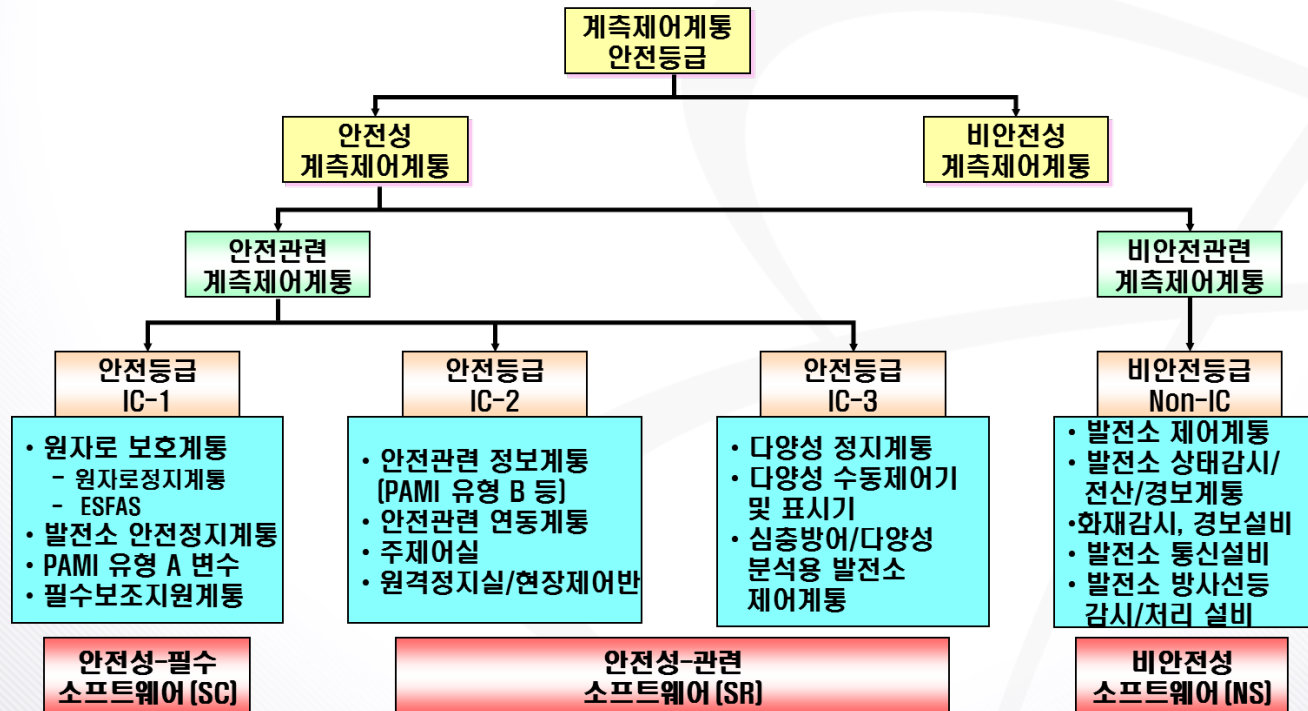 계측제어계통
안전등급
안전성
계측제어계통
비안전성
계측제어계통
안전관련
계측제어계통
비안전관련
계측제어계통
안전등급
IC-1
• 원자로 보호계통
- 원자로정지계통
- ESFAS
• 발전소 안전정지계통
• PAMI 유형 A 변수
• 필수보조지원계통
안전등급
IC-2
• 안전관련 정보계통
(PAMI 유형 B 등)
• 안전관련 연동계통
• 주제어실
• 원격정지실/현장제어반
안전등급
IC-3
• 다양성 정지계통
• 다양성 수동제어기
및 표시기
• 심층방어/다양성
분석용 발전소
제어계통
비안전등급
Non-IC
• 발전소 제어계통
• 발전소 상태감시/
전산/경보계통
•화재감시, 경보설비
• 발전소 통신설비
• 발전소 방사선등
감시/처리 설비
안전성-필수
소프트웨어(SC)
안전성-관련
소프트웨어(SR)
비안전성
소프트웨어(NS)